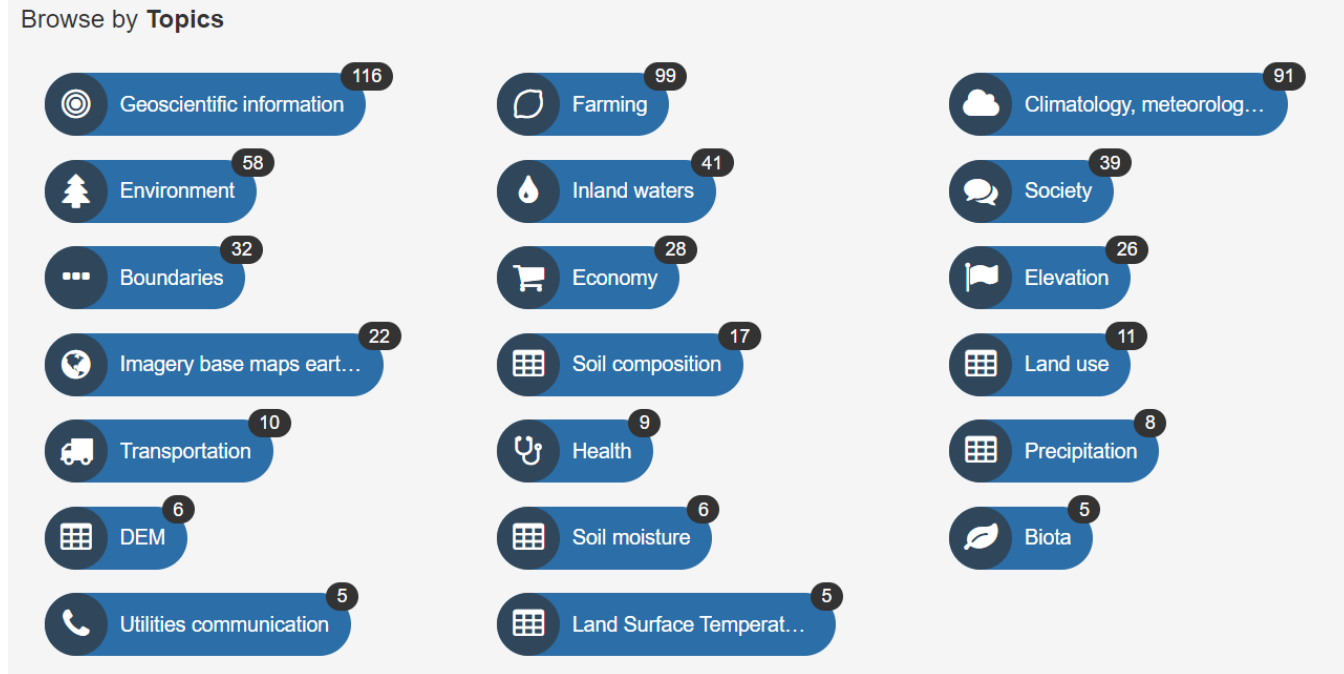 Browse by Topics
116 99 91
Geoscientific information Farming Climatology, meteorolog...
58 41 39
Environment Inland waters Society
32 28 26
Boundaries Economy Elevation
22 17 11
Imagery base maps eart... Soil composition Land use
10 9 8
Transportation Health Precipitation
6 6 5
DEM Soil moisture Biota
5 5
Utilities communication Land Surface Temperat...